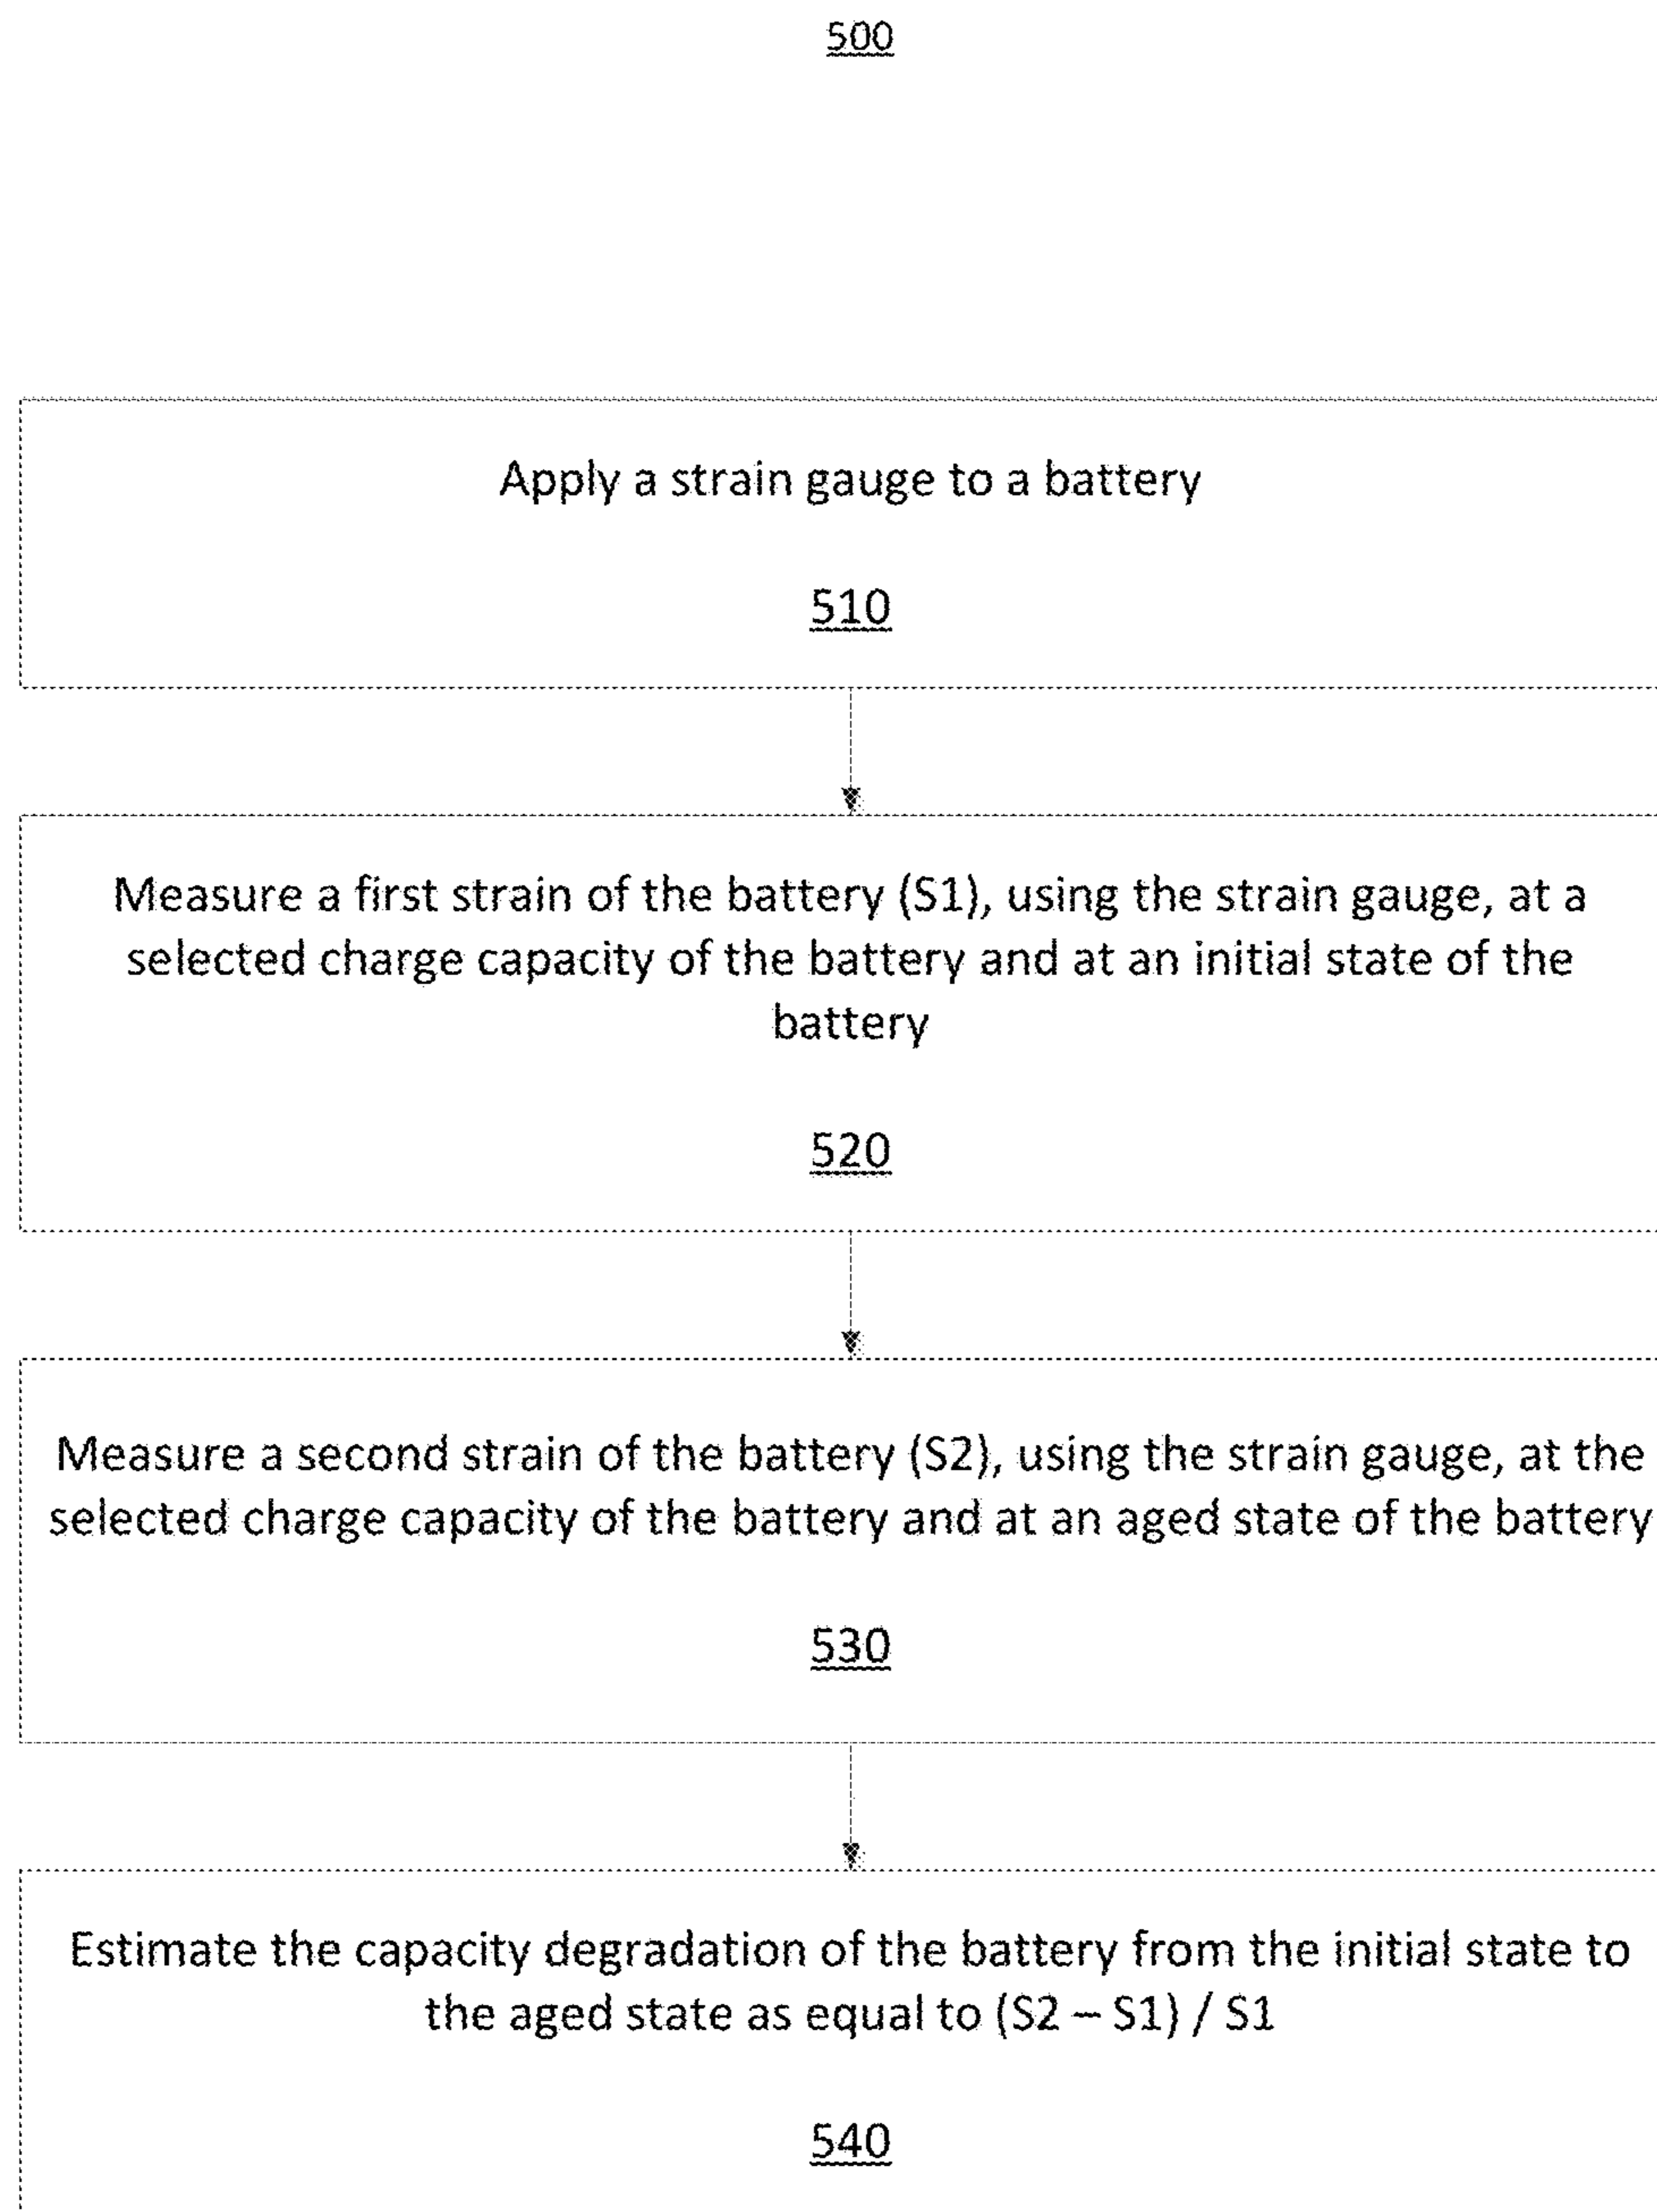 500
Apply a strain gauge to a battery
510
Measure a first strain of the battery (S1), using the strain gauge, at a
selected charge capacity of the battery and at an initial state of the
battery
520
Measure a second strain of the battery (S2), using the strain gauge, at the
selected charge capacity of the battery and at an aged state of the battery
530
Estimate the capacity degradation of the battery from the initial state to
the aged state as equal to (S2 – S1) / S1
540